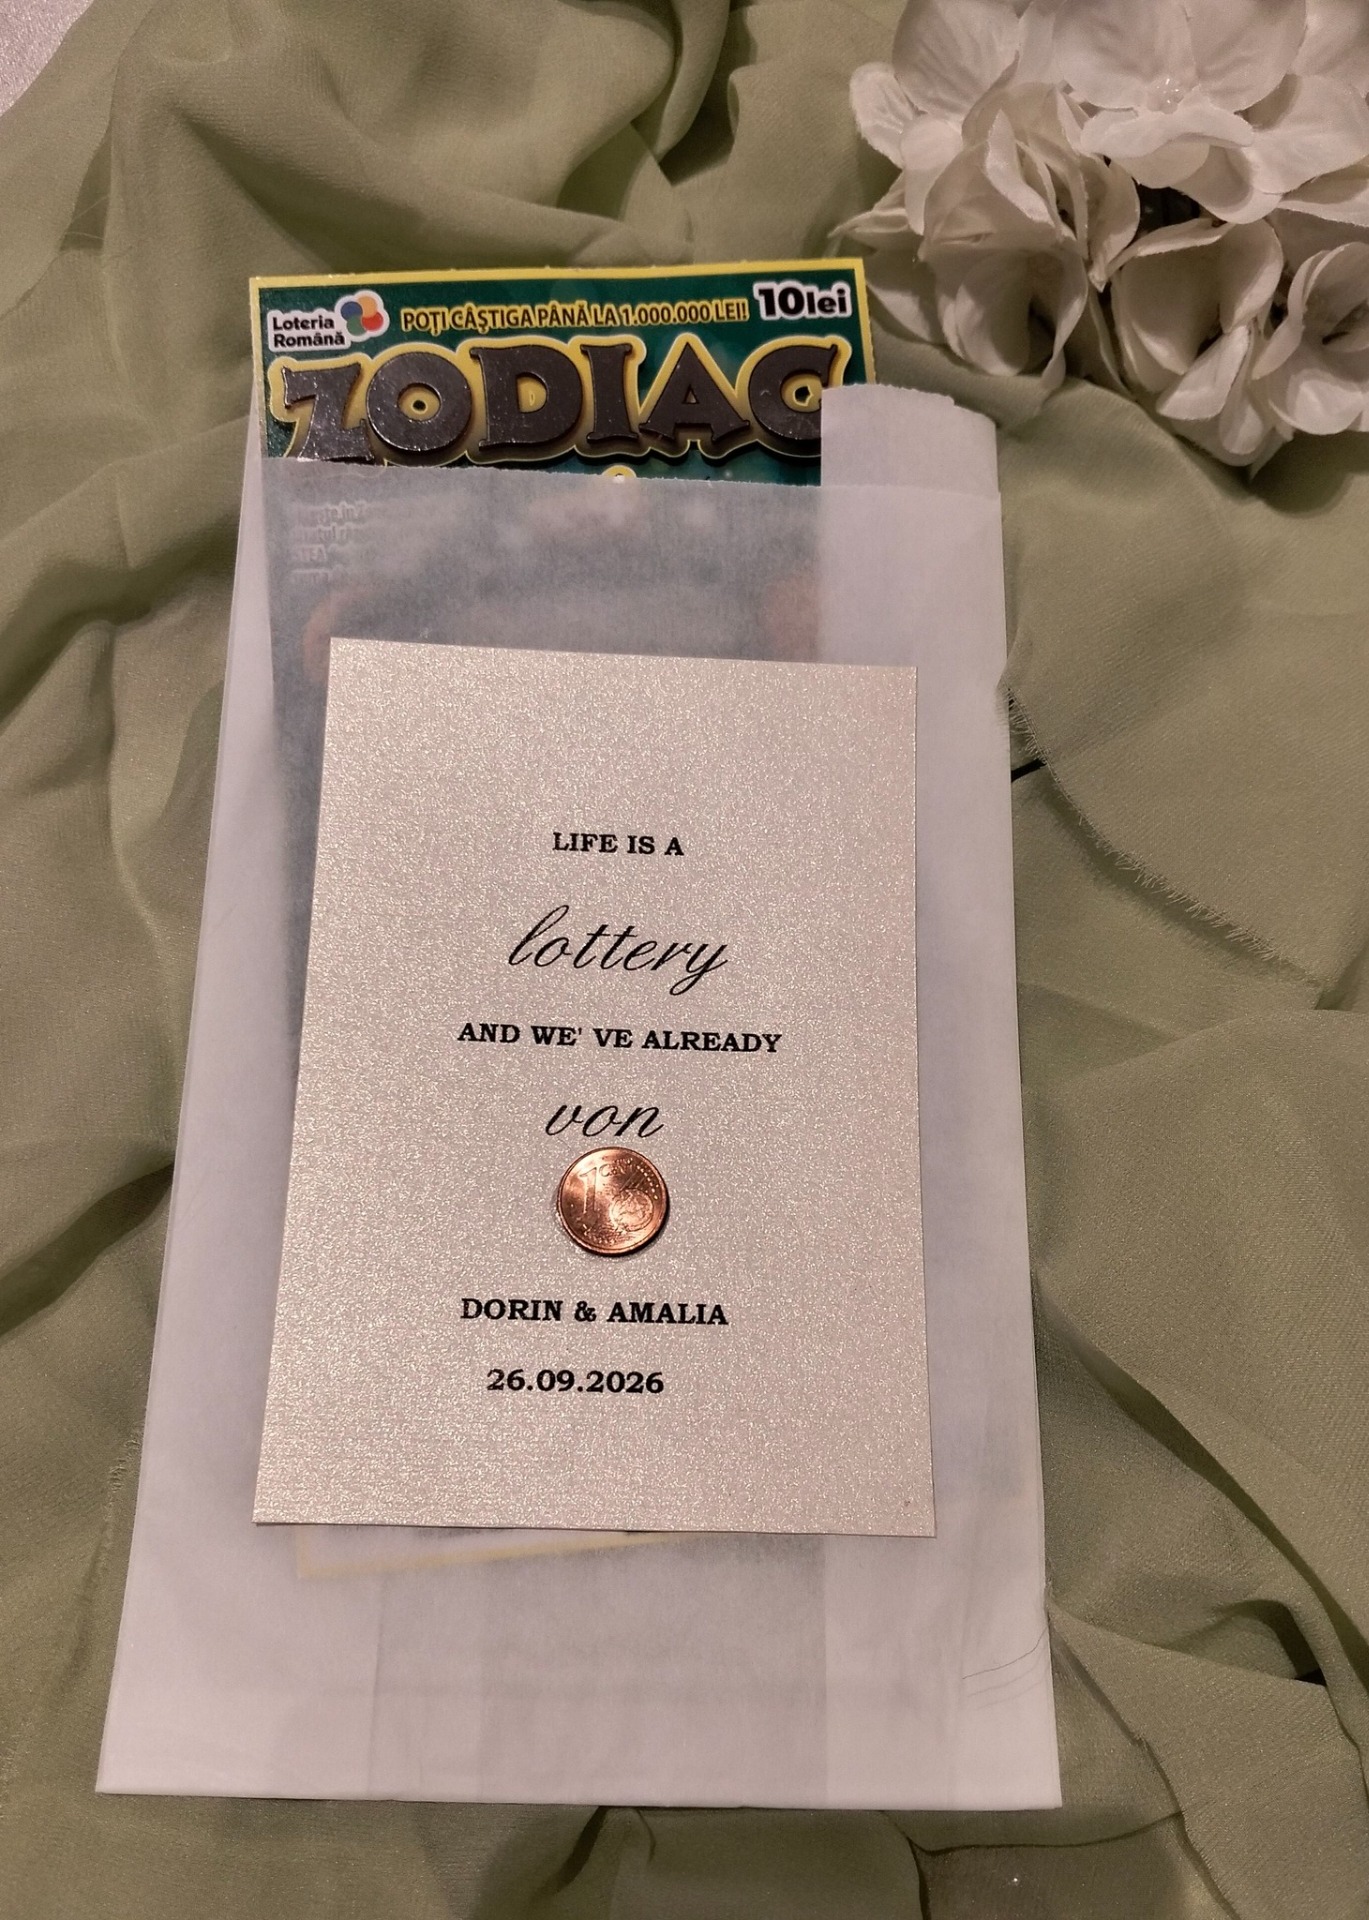 Loteria
Română
POȚI CÂȘTIGA PÂNĂ LA 1.000.000 LEI!
10lei
ZODIAC
LIFE IS A
lottery
AND WE' VE ALREADY
von
1
DORIN & AMALIA
26.09.2026